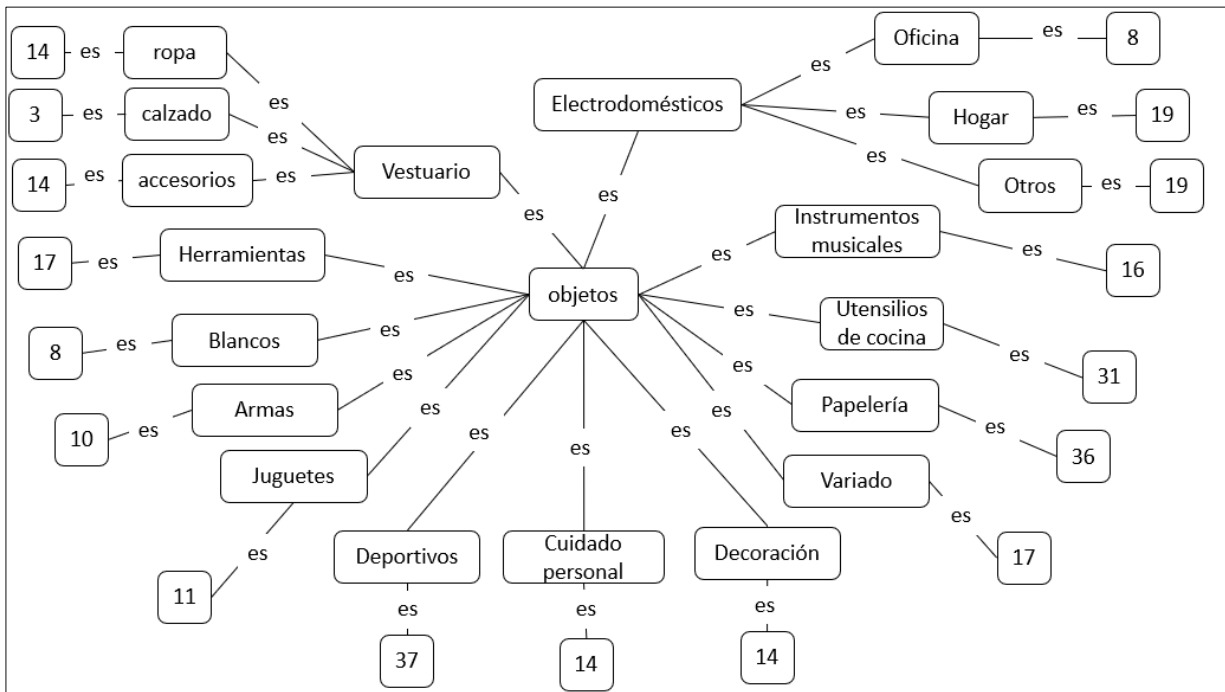 14 es ropa es
3 es calzado es
14 es accesorios es
Vestuario es
Electrodomésticos es
es Oficina es 8
es Hogar es 19
es Otros es 19
objetos
es Instrumentos
musicales es 16
es Utensilios
de cocina es 31
es Papelería es 36
es Variado es 17
17 es Herramientas es
8 es Blancos es
10 es Armas es
Juguetes es
es
11
es
Deportivos
es
37
es
Cuidado
personal
es
14
es
Decoración
es
14